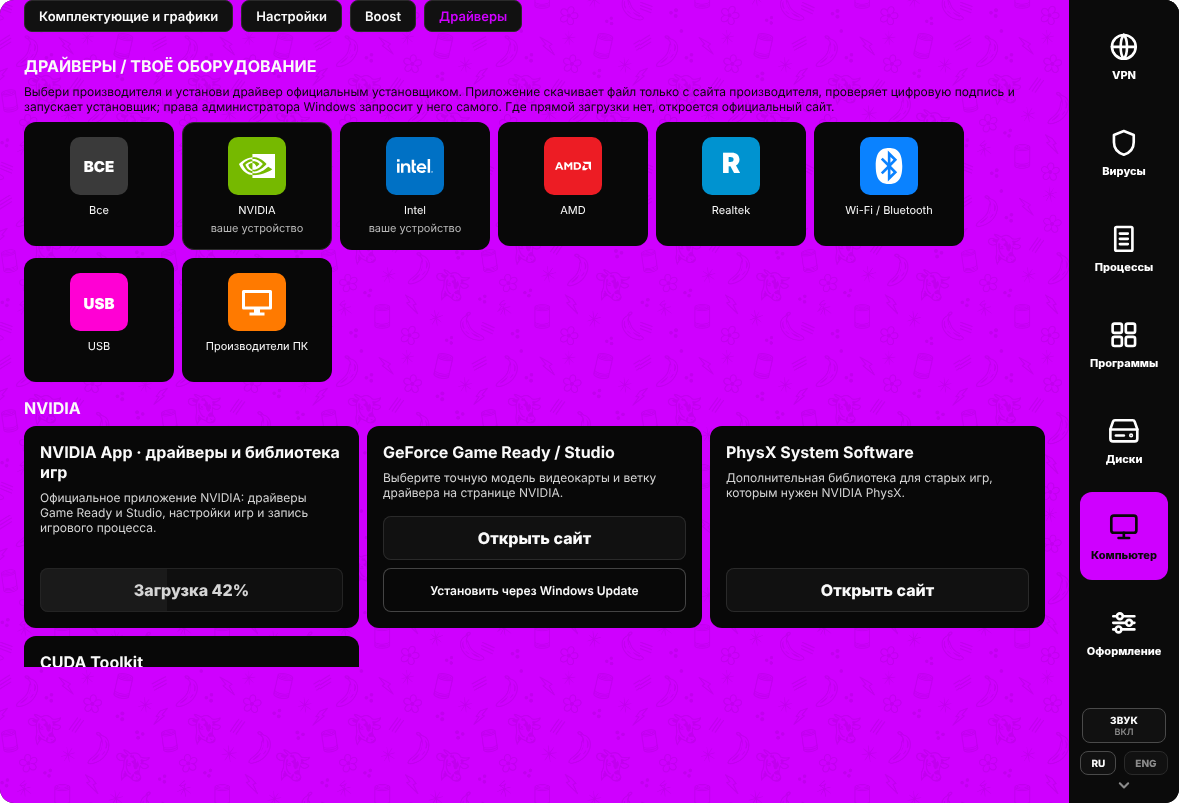 Комплектующие и графики
Настройки
Boost
Драйверы
ДРАЙВЕРЫ / ТВОЁ ОБОРУДОВАНИЕ
Выбери производителя и установи драйвер официальным установщиком. Приложение скачивает файл только с сайта производителя, проверяет цифровую подпись и
запускает установщик; права администратора Windows запросит у него самого. Где прямой загрузки нет, откроется официальный сайт.
ВСЕ
Все
NVIDIA
ваше устройство
intel.
Intel
ваше устройство
AMD
AMD
R
Realtek
Wi-Fi / Bluetooth
USB
USB
Производители ПК
NVIDIA
NVIDIA App · драйверы и библиотека
игр
Официальное приложение NVIDIA: драйверы
Game Ready и Studio, настройки игр и запись
игрового процесса.
Загрузка 42%
GeForce Game Ready / Studio
Выберите точную модель видеокарты и ветку
драйвера на странице NVIDIA.
Открыть сайт
Установить через Windows Update
PhysX System Software
Дополнительная библиотека для старых игр,
которым нужен NVIDIA PhysX.
Открыть сайт
CUDA Toolkit
VPN
Вирусы
Процессы
Программы
Диски
Компьютер
Оформление
ЗВУК
ВКЛ
RU
ENG